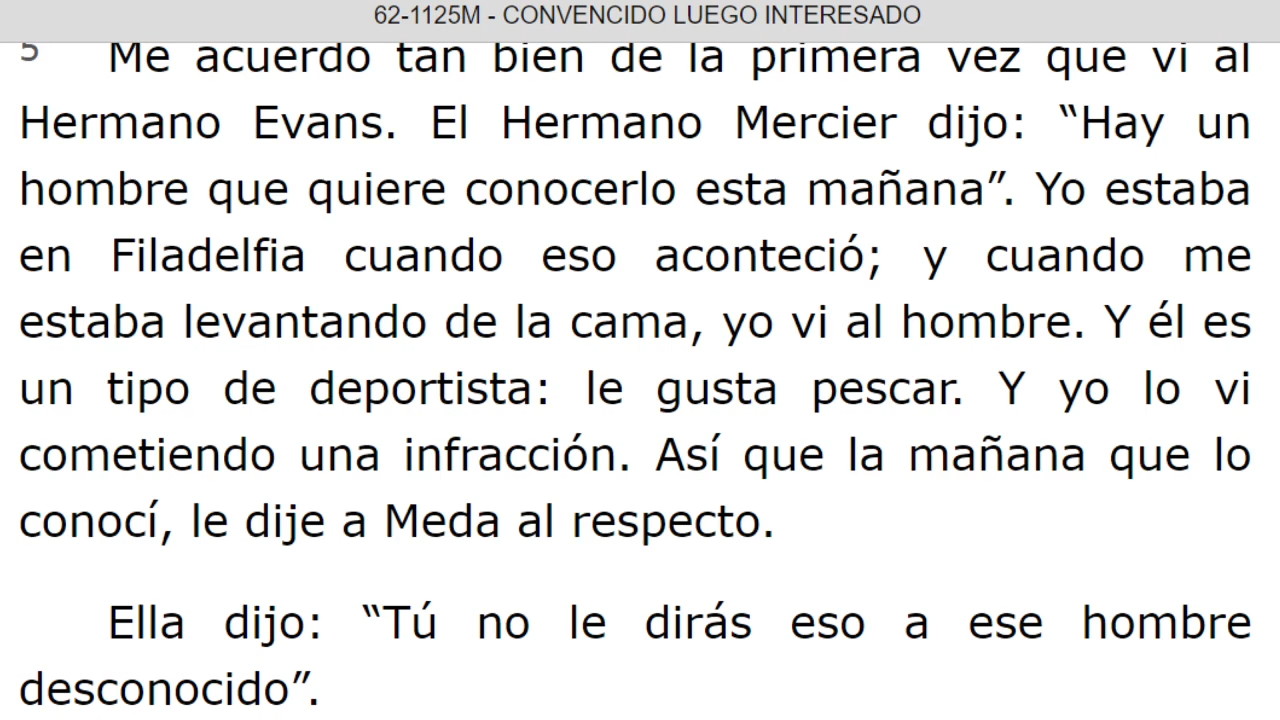 62-1125M - CONVENCIDO LUEGO INTERESADO
5 Me acuerdo tan bien de la primera vez que vi al
Hermano Evans. El Hermano Mercier dijo: “Hay un
hombre que quiere conocerlo esta mañana”. Yo estaba
en Filadelfia cuando eso aconteció; y cuando me
estaba levantando de la cama, yo vi al hombre. Y él es
un tipo de deportista: le gusta pescar. Y yo lo vi
cometiendo una infracción. Así que la mañana que lo
conocí, le dije a Meda al respecto.
Ella dijo: “Tú no le dirás eso a ese hombre
desconocido”.